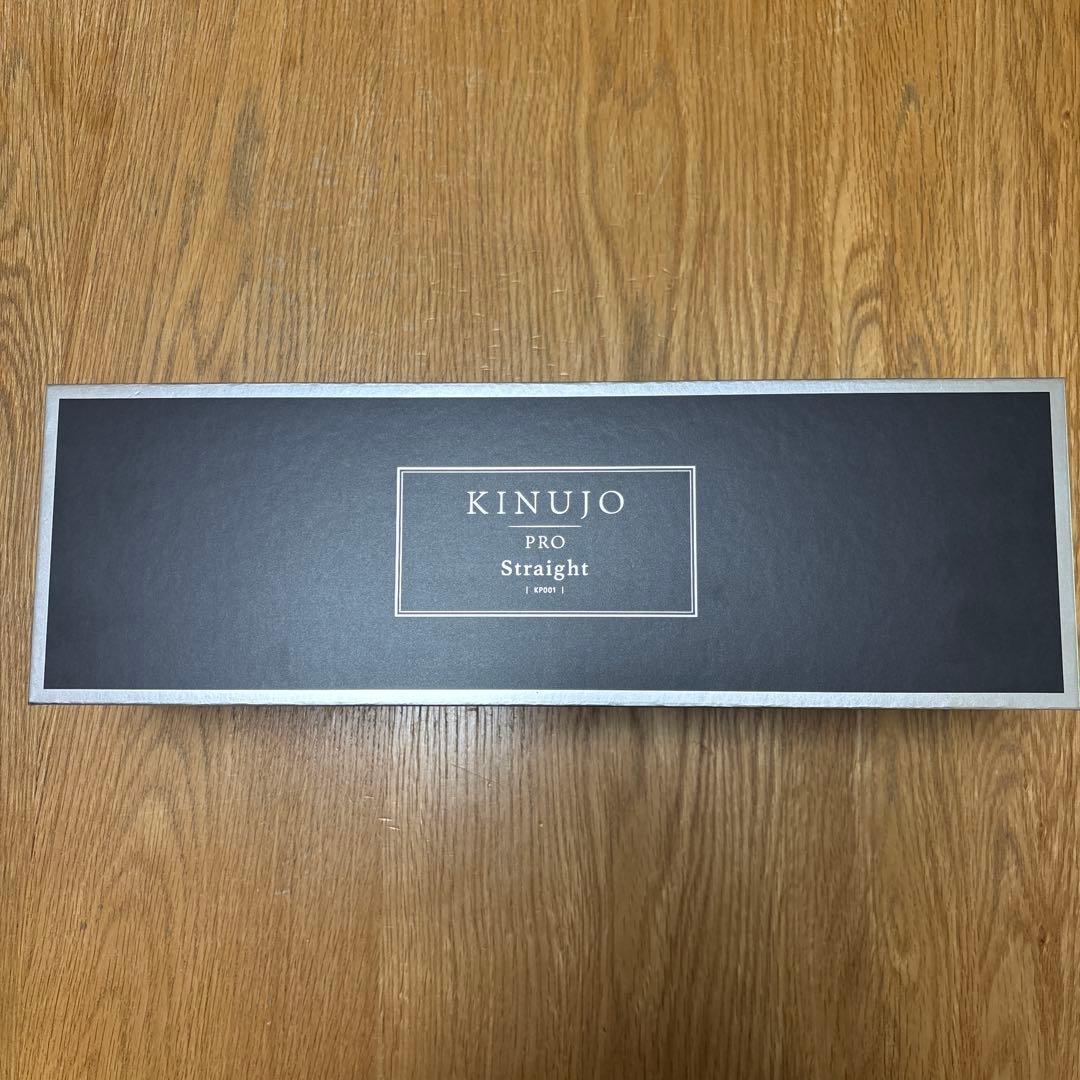 KINUJO
PRO
Straight
| KP001 |